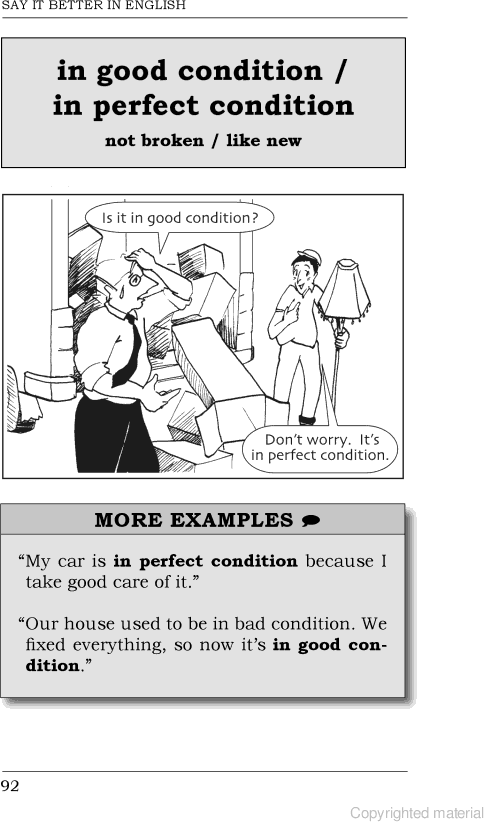 SAY IT BETTER IN ENGLISH
in good condition /
in perfect condition
not broken / like new
Is it in good condition?
Don't worry. It's
in perfect condition.
MORE EXAMPLES
“My car is in perfect condition because I
take good care of it.”
“Our house used to be in bad condition. We
fixed everything, so now it's in good con-
dition.”
92
Copyrighted material